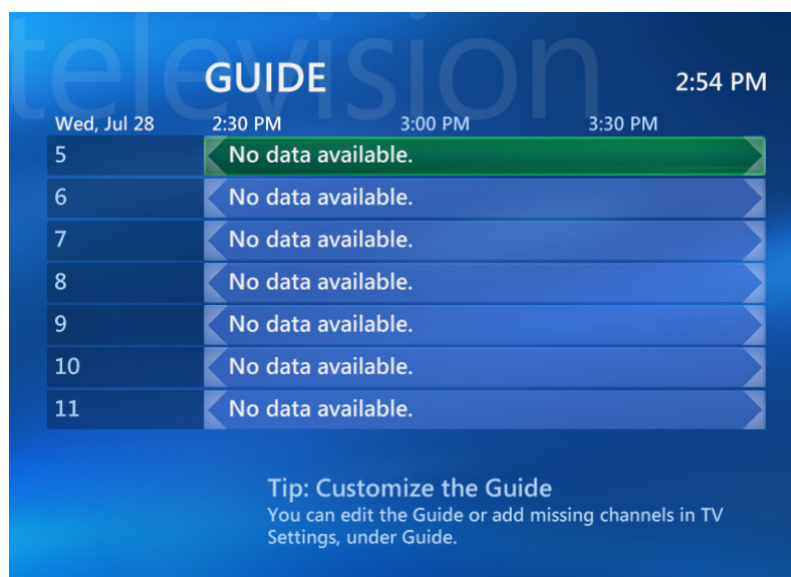 television
GUIDE 2:54 PM
Wed, Jul 28 2:30 PM 3:00 PM 3:30 PM
5 No data available.
6 No data available.
7 No data available.
8 No data available.
9 No data available.
10 No data available.
11 No data available.
Tip: Customize the Guide
You can edit the Guide or add missing channels in TV
Settings, under Guide.